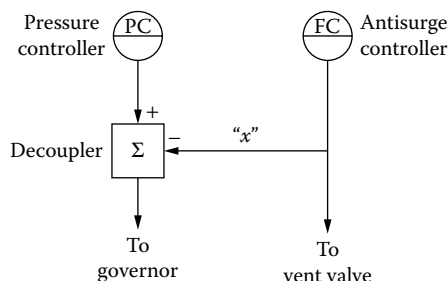 Pressure
controller
PC
FC
Antisurge
controller
+
−
“x”
Decoupler
Σ
To
governor
To
vent valve